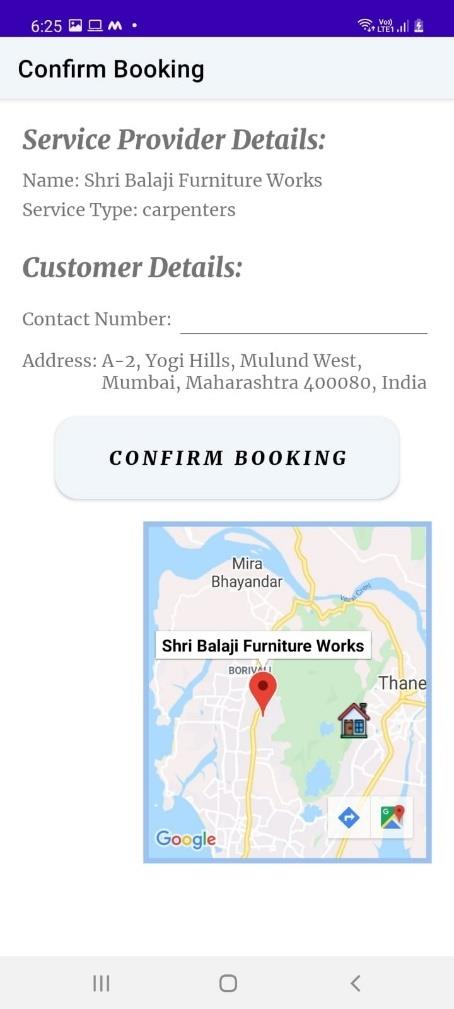 6:25
Vo)) LTE1
Confirm Booking
Service Provider Details:
Name: Shri Balaji Furniture Works
Service Type: carpenters
Customer Details:
Contact Number:
Address: A-2, Yogi Hills, Mulund West,
Mumbai, Maharashtra 400080, India
CONFIRM BOOKING
Mira
Bhayandar
Shri Balaji Furniture Works
Thane
Google